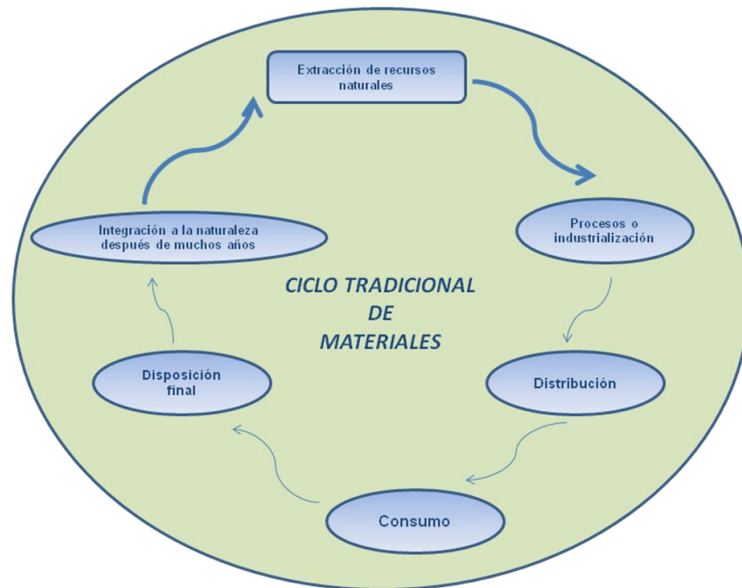 Extracción de recursos
naturales
Procesos o
industrialización
Distribución
Consumo
Disposición
final
Integración a la naturaleza
después de muchos años
CICLO TRADICIONAL
DE
MATERIALES